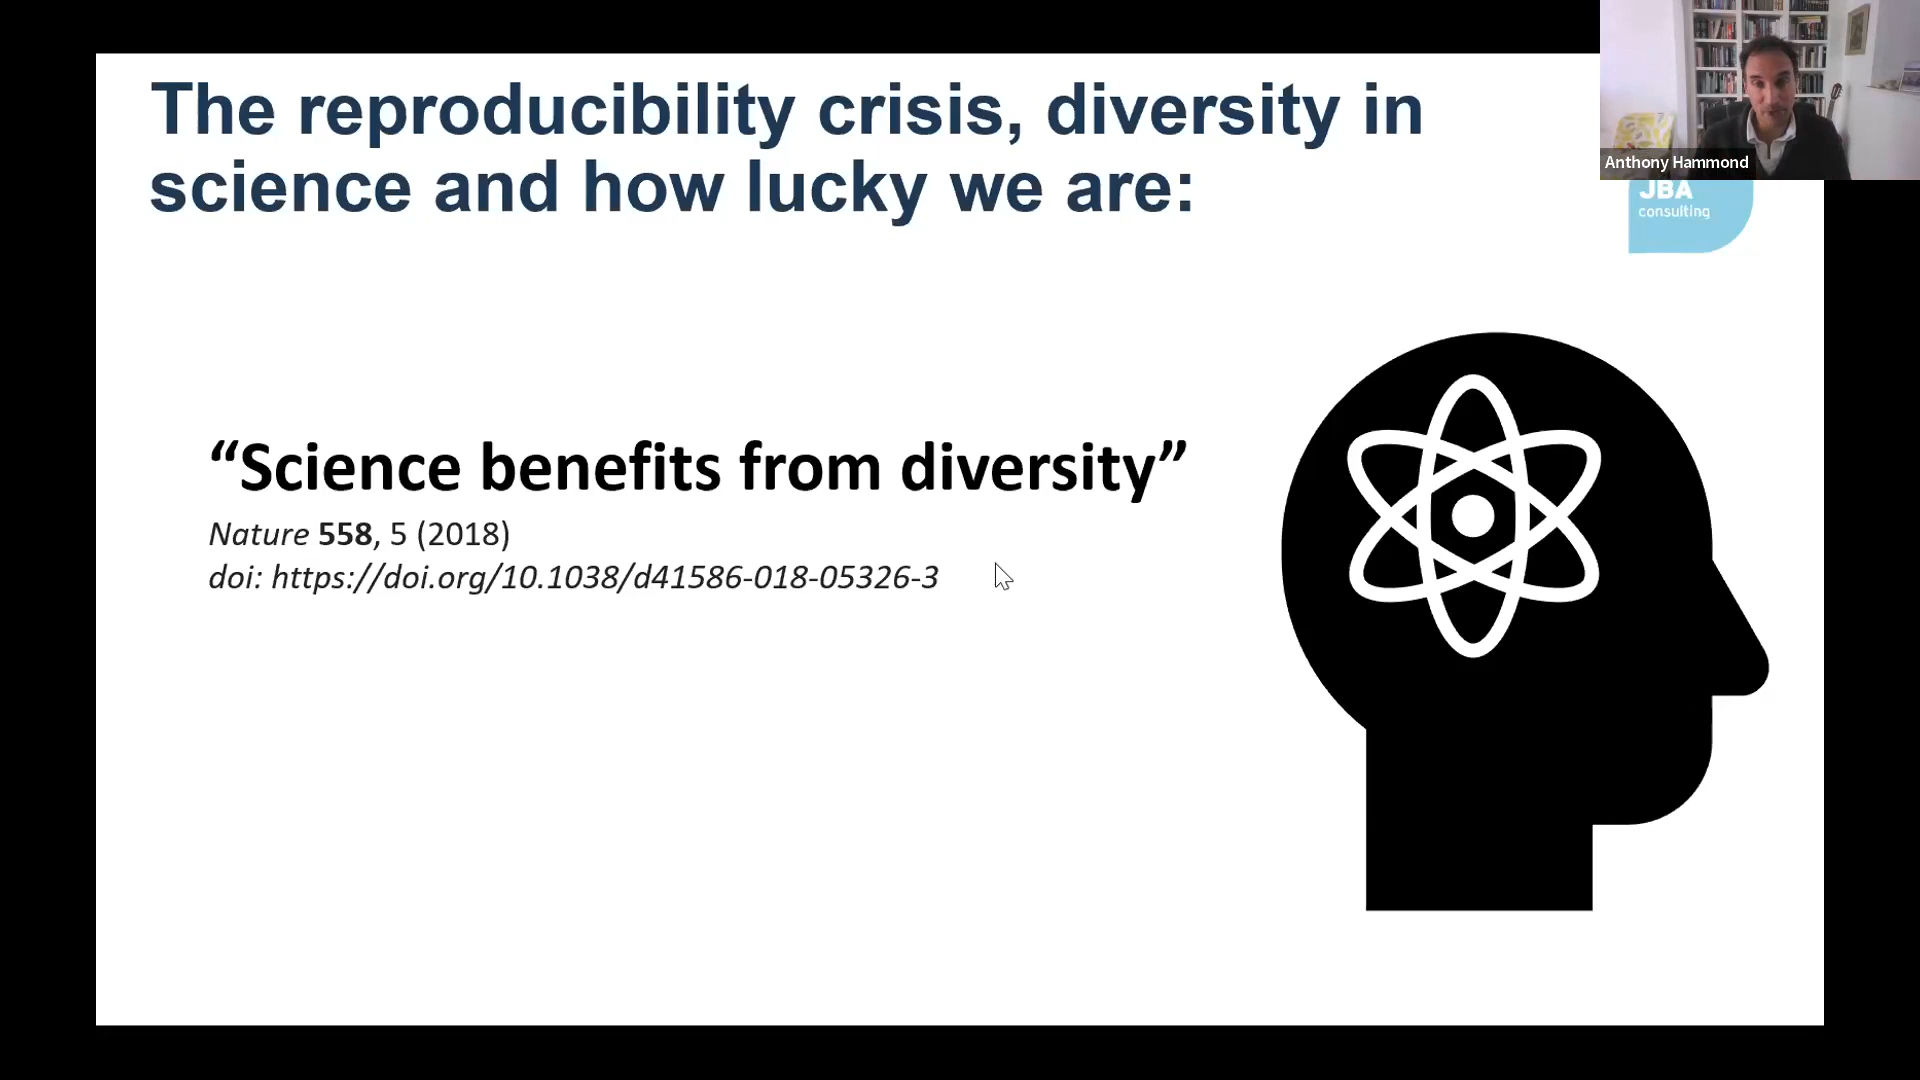 The reproducibility crisis, diversity in
science and how lucky we are:
Anthony Hammond
JBA
consulting
“Science benefits from diversity”
Nature 558, 5 (2018)
doi: https://doi.org/10.1038/d41586-018-05326-3